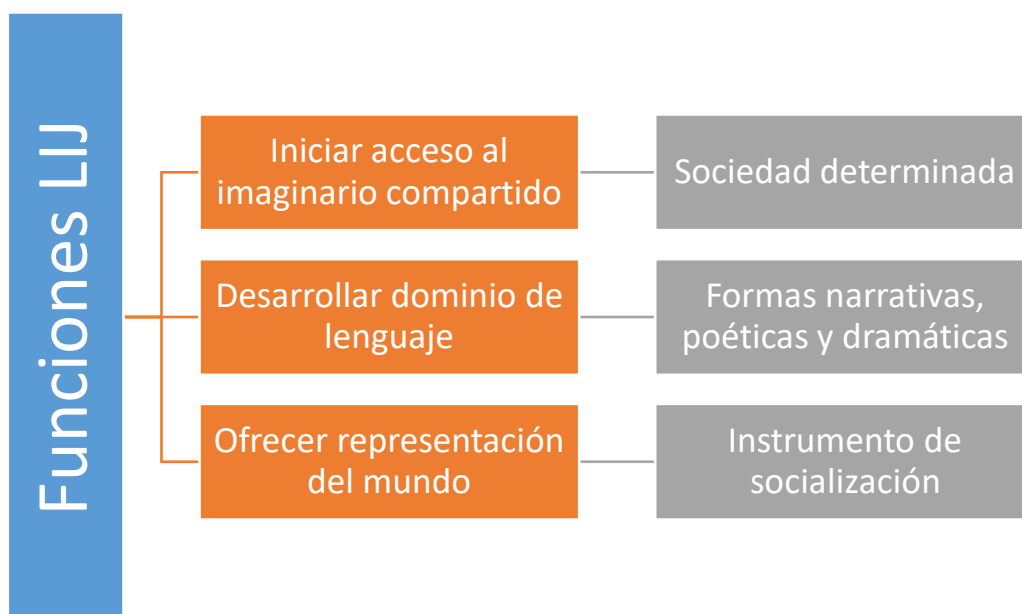 Funciones LIJ
Iniciar acceso al
imaginario compartido
Sociedad determinada
Desarrollar dominio de
lenguaje
Formas narrativas,
poéticas y dramáticas
Ofrecer representación
del mundo
Instrumento de
socialización